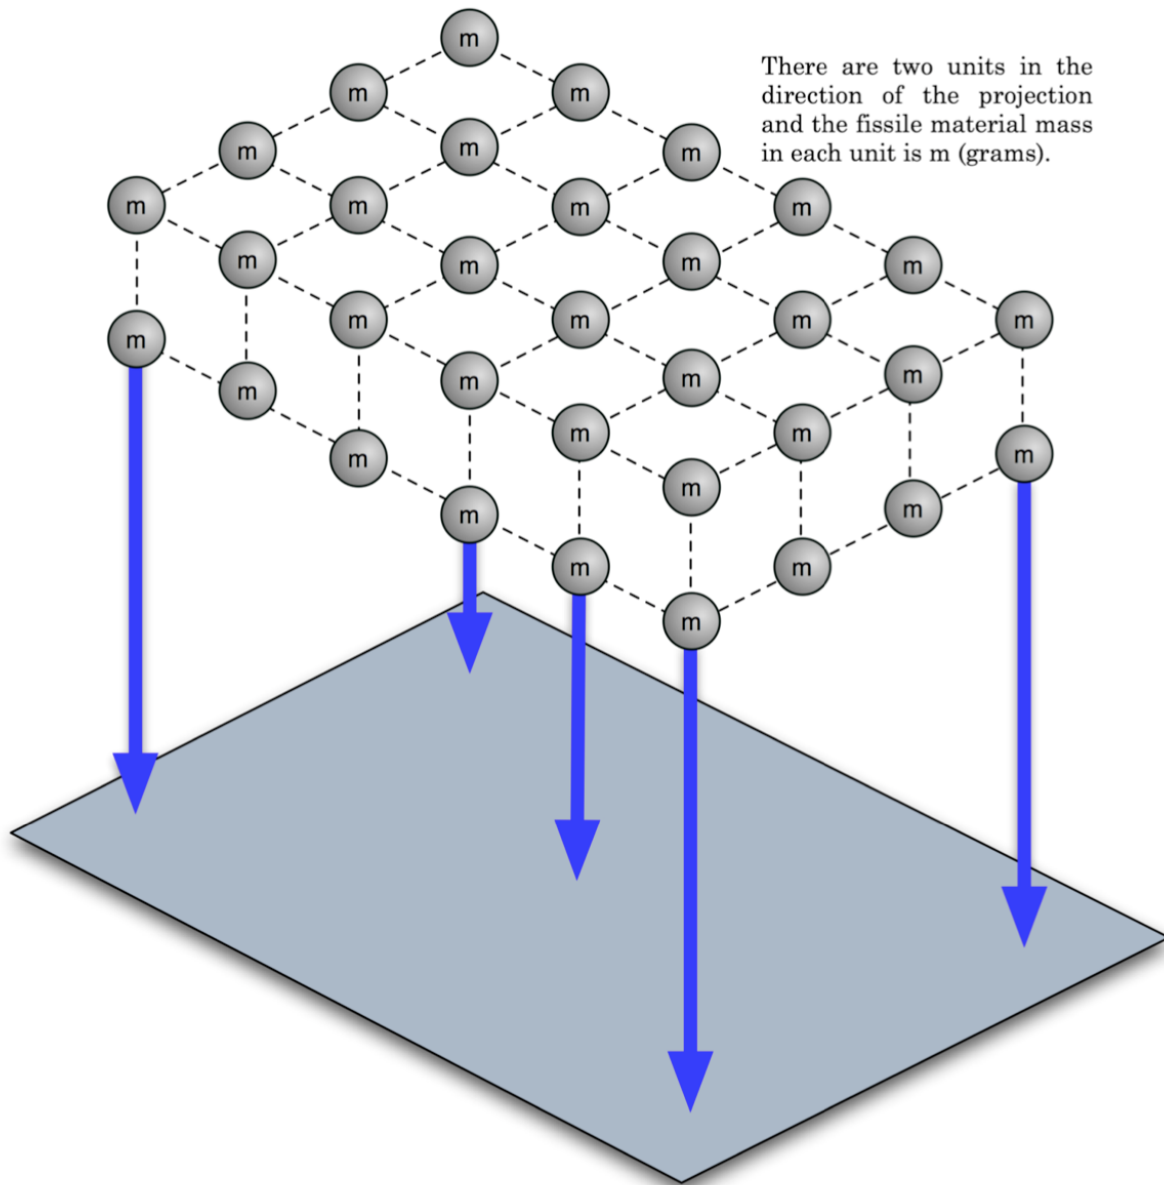 m
There are two units in the
direction of the projection
and the fissile material mass
in each unit is m (grams).
m m
m m m
m m m m
m m m m
m m m m
m
m m m m
m m m m
m m m
m m
m